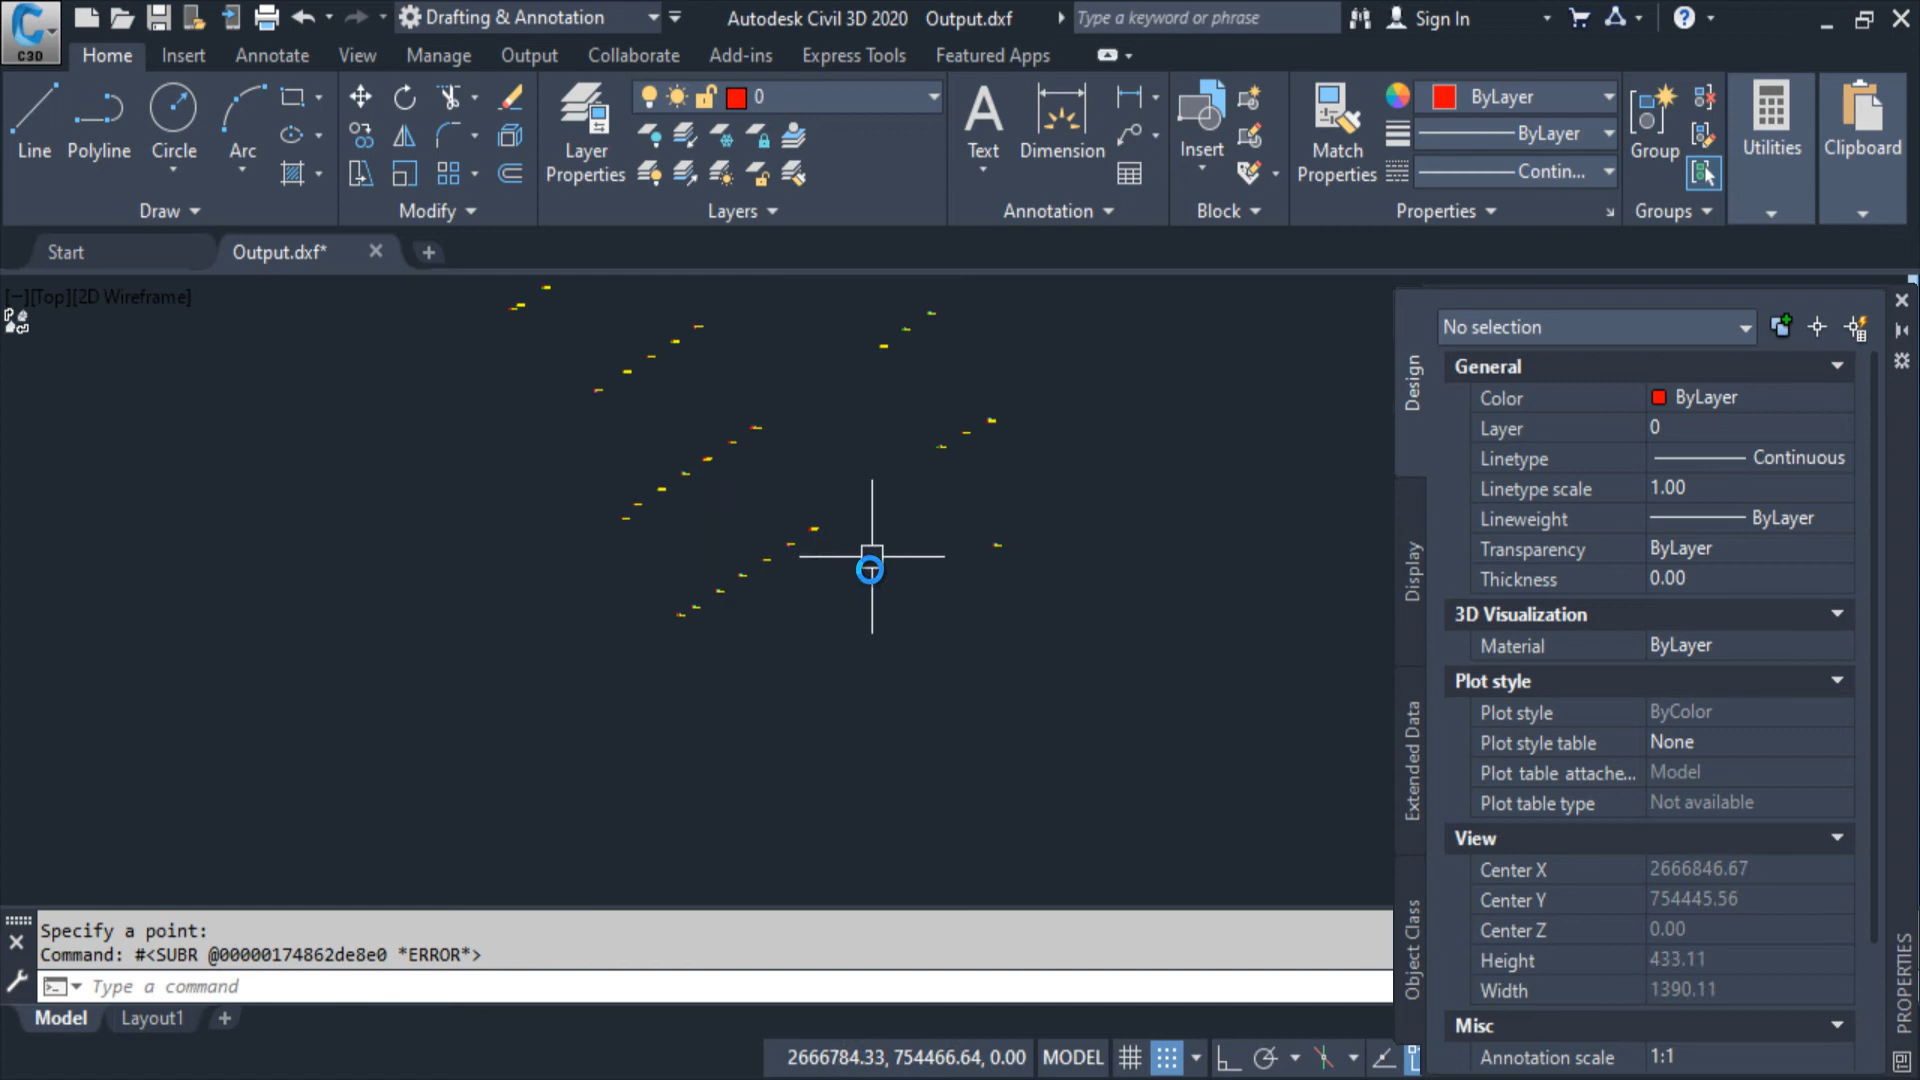 C3D
Drafting & Annotation
Autodesk Civil 3D 2020 Output.dxf
Type a keyword or phrase
Sign In
Home
Insert
Annotate
View
Manage
Output
Collaborate
Add-ins
Express Tools
Featured Apps
Line
Polyline
Circle
Arc
Draw
Modify
Layer
Properties
0
Layers
Text
Dimension
Annotation
Insert
Block
Match
Properties
ByLayer
ByLayer
Contin...
Properties
Group
Groups
Utilities
Clipboard
Start
Output.dxf*
[−][Top][2D Wireframe]
No selection
General
Color ByLayer
Layer 0
Linetype Continuous
Linetype scale 1.00
Lineweight ByLayer
Transparency ByLayer
Thickness 0.00
3D Visualization
Material ByLayer
Plot style
Plot style ByColor
Plot style table None
Plot table attache... Model
Plot table type Not available
View
Center X 2666846.67
Center Y 754445.56
Center Z 0.00
Height 433.11
Width 1390.11
Misc
Annotation scale 1:1
Design
Display
Extended Data
Object Class
PROPERTIES
Specify a point:
Command: #<SUBR @00000174862de8e0 *ERROR*>
Type a command
Model
Layout1
2666784.33, 754466.64, 0.00
MODEL